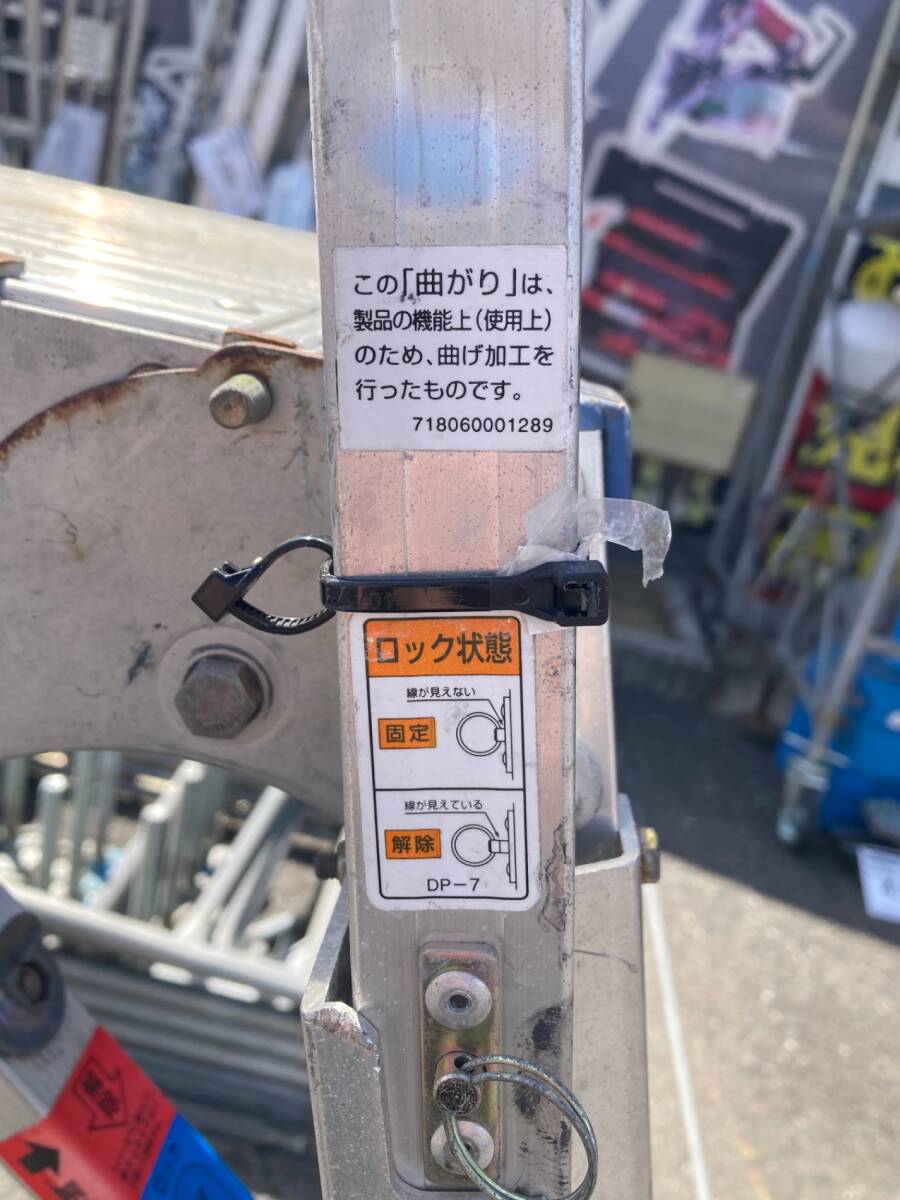 この「曲がり」は、
製品の機能上(使用上)
のため、曲げ加工を
行ったものです。
718060001289
ロック状態
線が見えない
固定
線が見えている
解除
DP-7